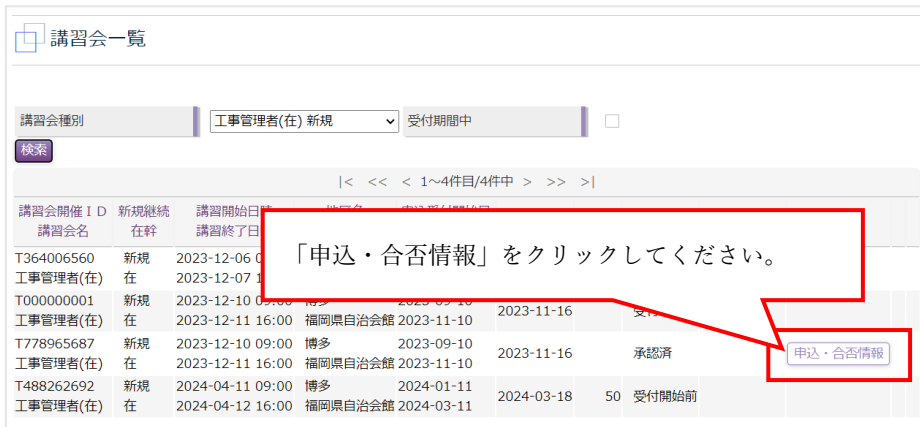 講習会一覧
講習会種別 工事管理者(在) 新規 受付期間中
検索
|< << < 1～4件目/4件中 > >> >|
講習会開催ＩＤ 新規継続 講習開始日時
講習会名 在幹 講習終了日
「申込・合否情報」をクリックしてください。
T364006560 新規 2023-12-06
工事管理者(在) 在 2023-12-07
T000000001 新規 2023-12-10 09:00 博多 2023-09-10
工事管理者(在) 在 2023-12-11 16:00 福岡県自治会館 2023-11-10 2023-11-16
T778965687 新規 2023-12-10 09:00 博多 2023-09-10
工事管理者(在) 在 2023-12-11 16:00 福岡県自治会館 2023-11-10 2023-11-16 承認済 申込・合否情報
T488262692 新規 2024-04-11 09:00 博多 2024-01-11
工事管理者(在) 在 2024-04-12 16:00 福岡県自治会館 2024-03-11 2024-03-18 50 受付開始前